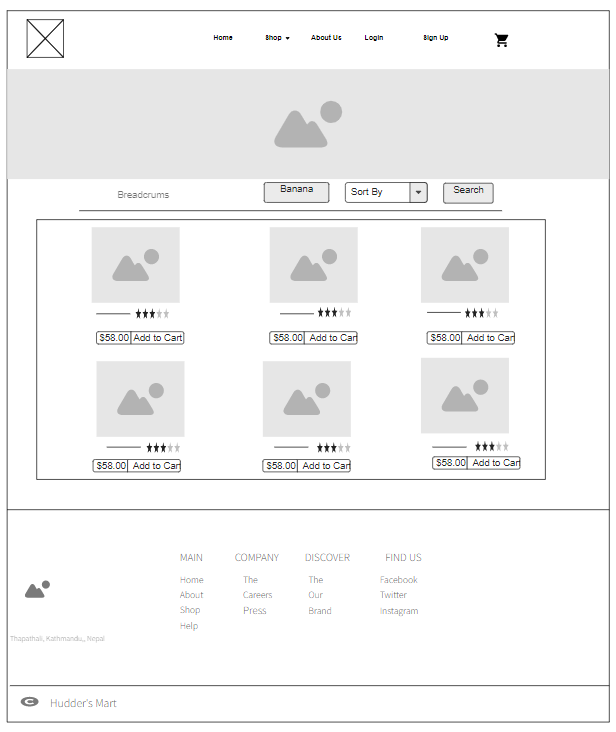 Home Shop About Us Login Sign Up
Breadcrums Banana Sort By Search
$58.00 Add to Cart $58.00 Add to Cart $58.00 Add to Cart
$58.00 Add to Cart $58.00 Add to Cart $58.00 Add to Cart
MAIN COMPANY DISCOVER FIND US
Home The The Facebook
About Careers Our Twitter
Shop Press Brand Instagram
Help
Thapathali, Kathmandu,, Nepal
Hudder's Mart